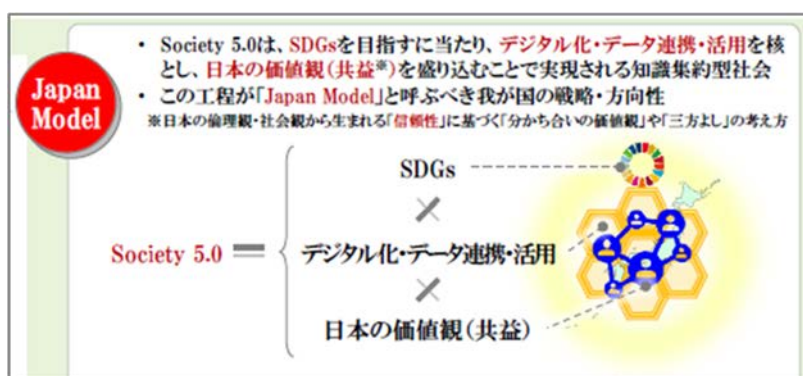 Japan
Model
・ Society 5.0は、SDGsを目指すに当たり、デジタル化・データ連携・活用を核
とし、日本の価値観（共益※）を盛り込むことで実現される知識集約型社会
・ この工程が「Japan Model」と呼ぶべき我が国の戦略・方向性
※日本の倫理観・社会観から生まれる「信頼性」に基づく「分かち合いの価値観」や「三方よし」の考え方
SDGs
×
Society 5.0 = デジタル化・データ連携・活用
×
日本の価値観（共益）